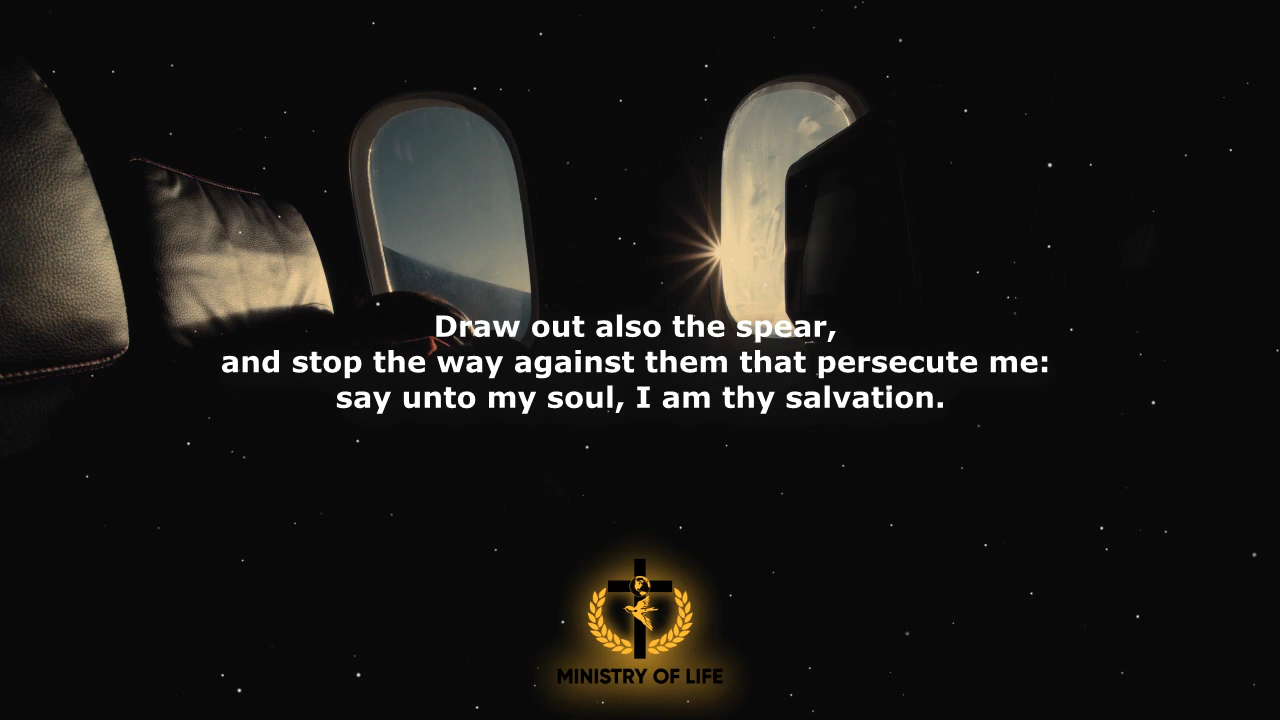 Draw out also the spear,
and stop the way against them that persecute me:
say unto my soul, I am thy salvation.
MINISTRY OF LIFE